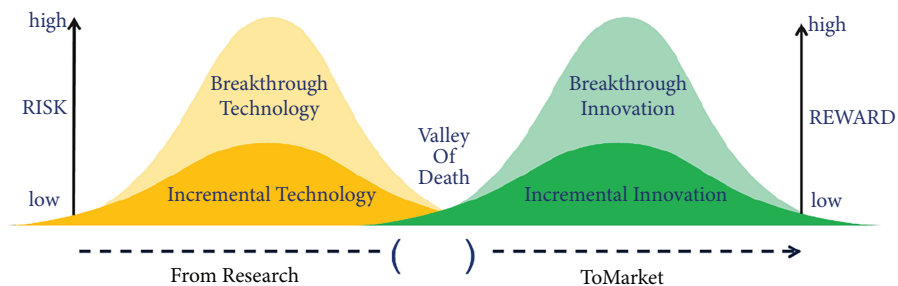 high
RISK
low
Breakthrough
Technology
Incremental Technology
Valley
Of
Death
Breakthrough
Innovation
Incremental Innovation
high
REWARD
low
( )
From Research
ToMarket